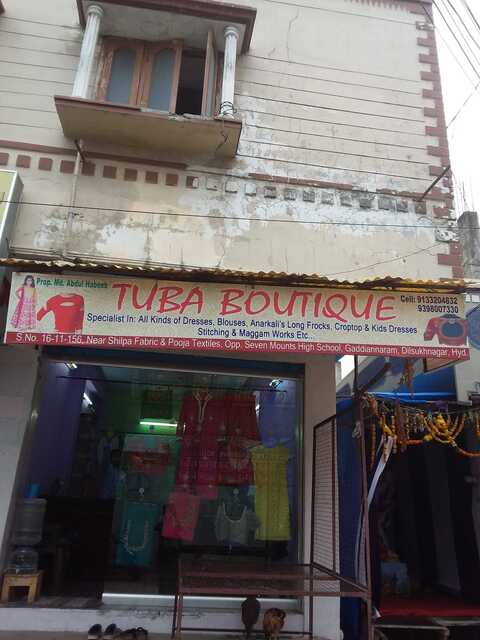 Prop. Md. Abdul Habeeb
TUBA BOUTIQUE
Cell: 9133204832
9398007330
Specialist In: All Kinds of Dresses, Blouses, Anarkali's Long Frocks, Croptop & Kids Dresses
Stitching & Maggam Works Etc...
S.No. 16-11-156, Near Shilpa Fabric & Pooja Textiles, Opp. Seven Mounts High School, Gaddiannaram, Dilsukhnagar, Hyd.